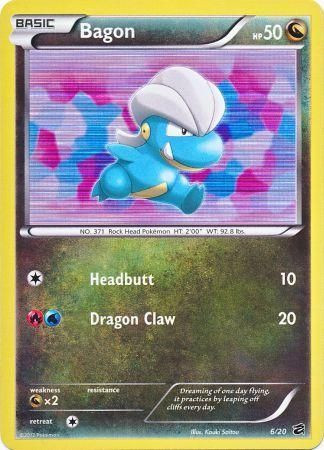 BASIC
Bagon
HP 50
NO. 371 Rock Head Pokémon HT: 2'00" WT: 92.8 lbs.
Headbutt 10
Dragon Claw 20
weakness resistance
×2
Dreaming of one day flying,
it practices by leaping off
cliffs every day.
retreat
©2012 Pokémon
Illus. Kouki Saitou
6/20